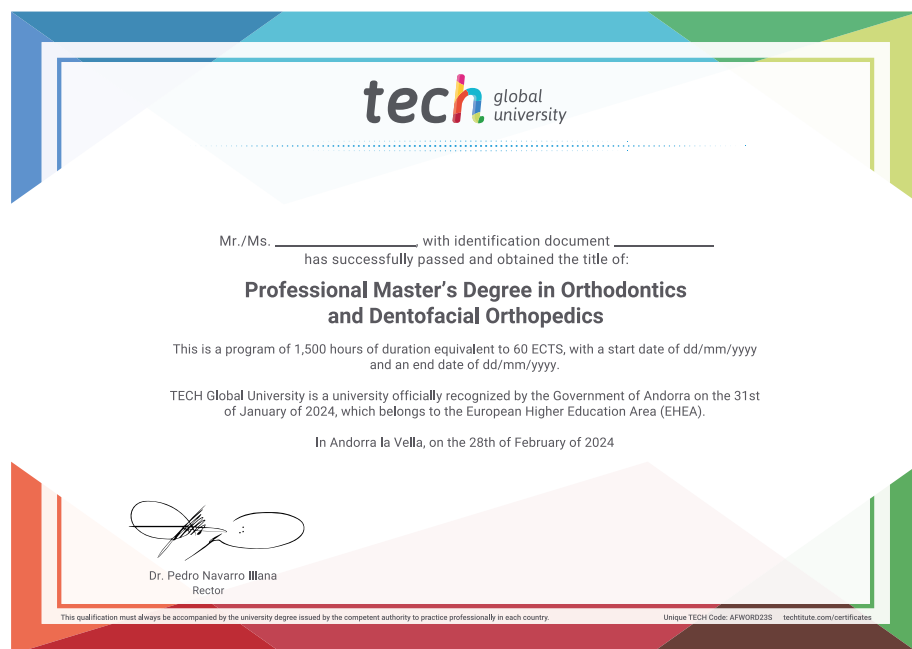 tech global
university
Mr./Ms. ____________, with identification document ____________
has successfully passed and obtained the title of:
Professional Master's Degree in Orthodontics
and Dentofacial Orthopedics
This is a program of 1,500 hours of duration equivalent to 60 ECTS, with a start date of dd/mm/yyyy
and an end date of dd/mm/yyyy.
TECH Global University is a university officially recognized by the Government of Andorra on the 31st
of January of 2024, which belongs to the European Higher Education Area (EHEA).
In Andorra la Vella, on the 28th of February of 2024
Dr. Pedro Navarro Illana
Rector
This qualification must always be accompanied by the university degree issued by the competent authority to practice professionally in each country.
Unique TECH Code: AFWORD23S techtitute.com/certificates